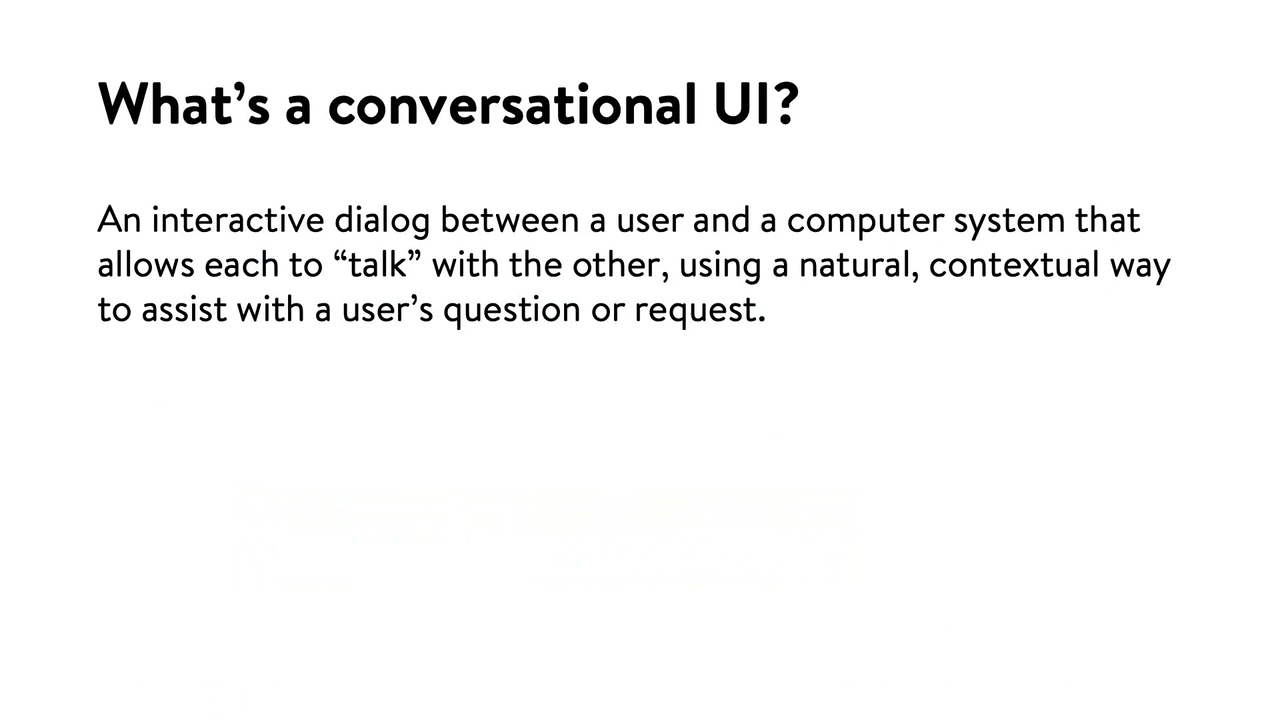 What’s a conversational UI?
An interactive dialog between a user and a computer system that
allows each to “talk” with the other, using a natural, contextual way
to assist with a user’s question or request.